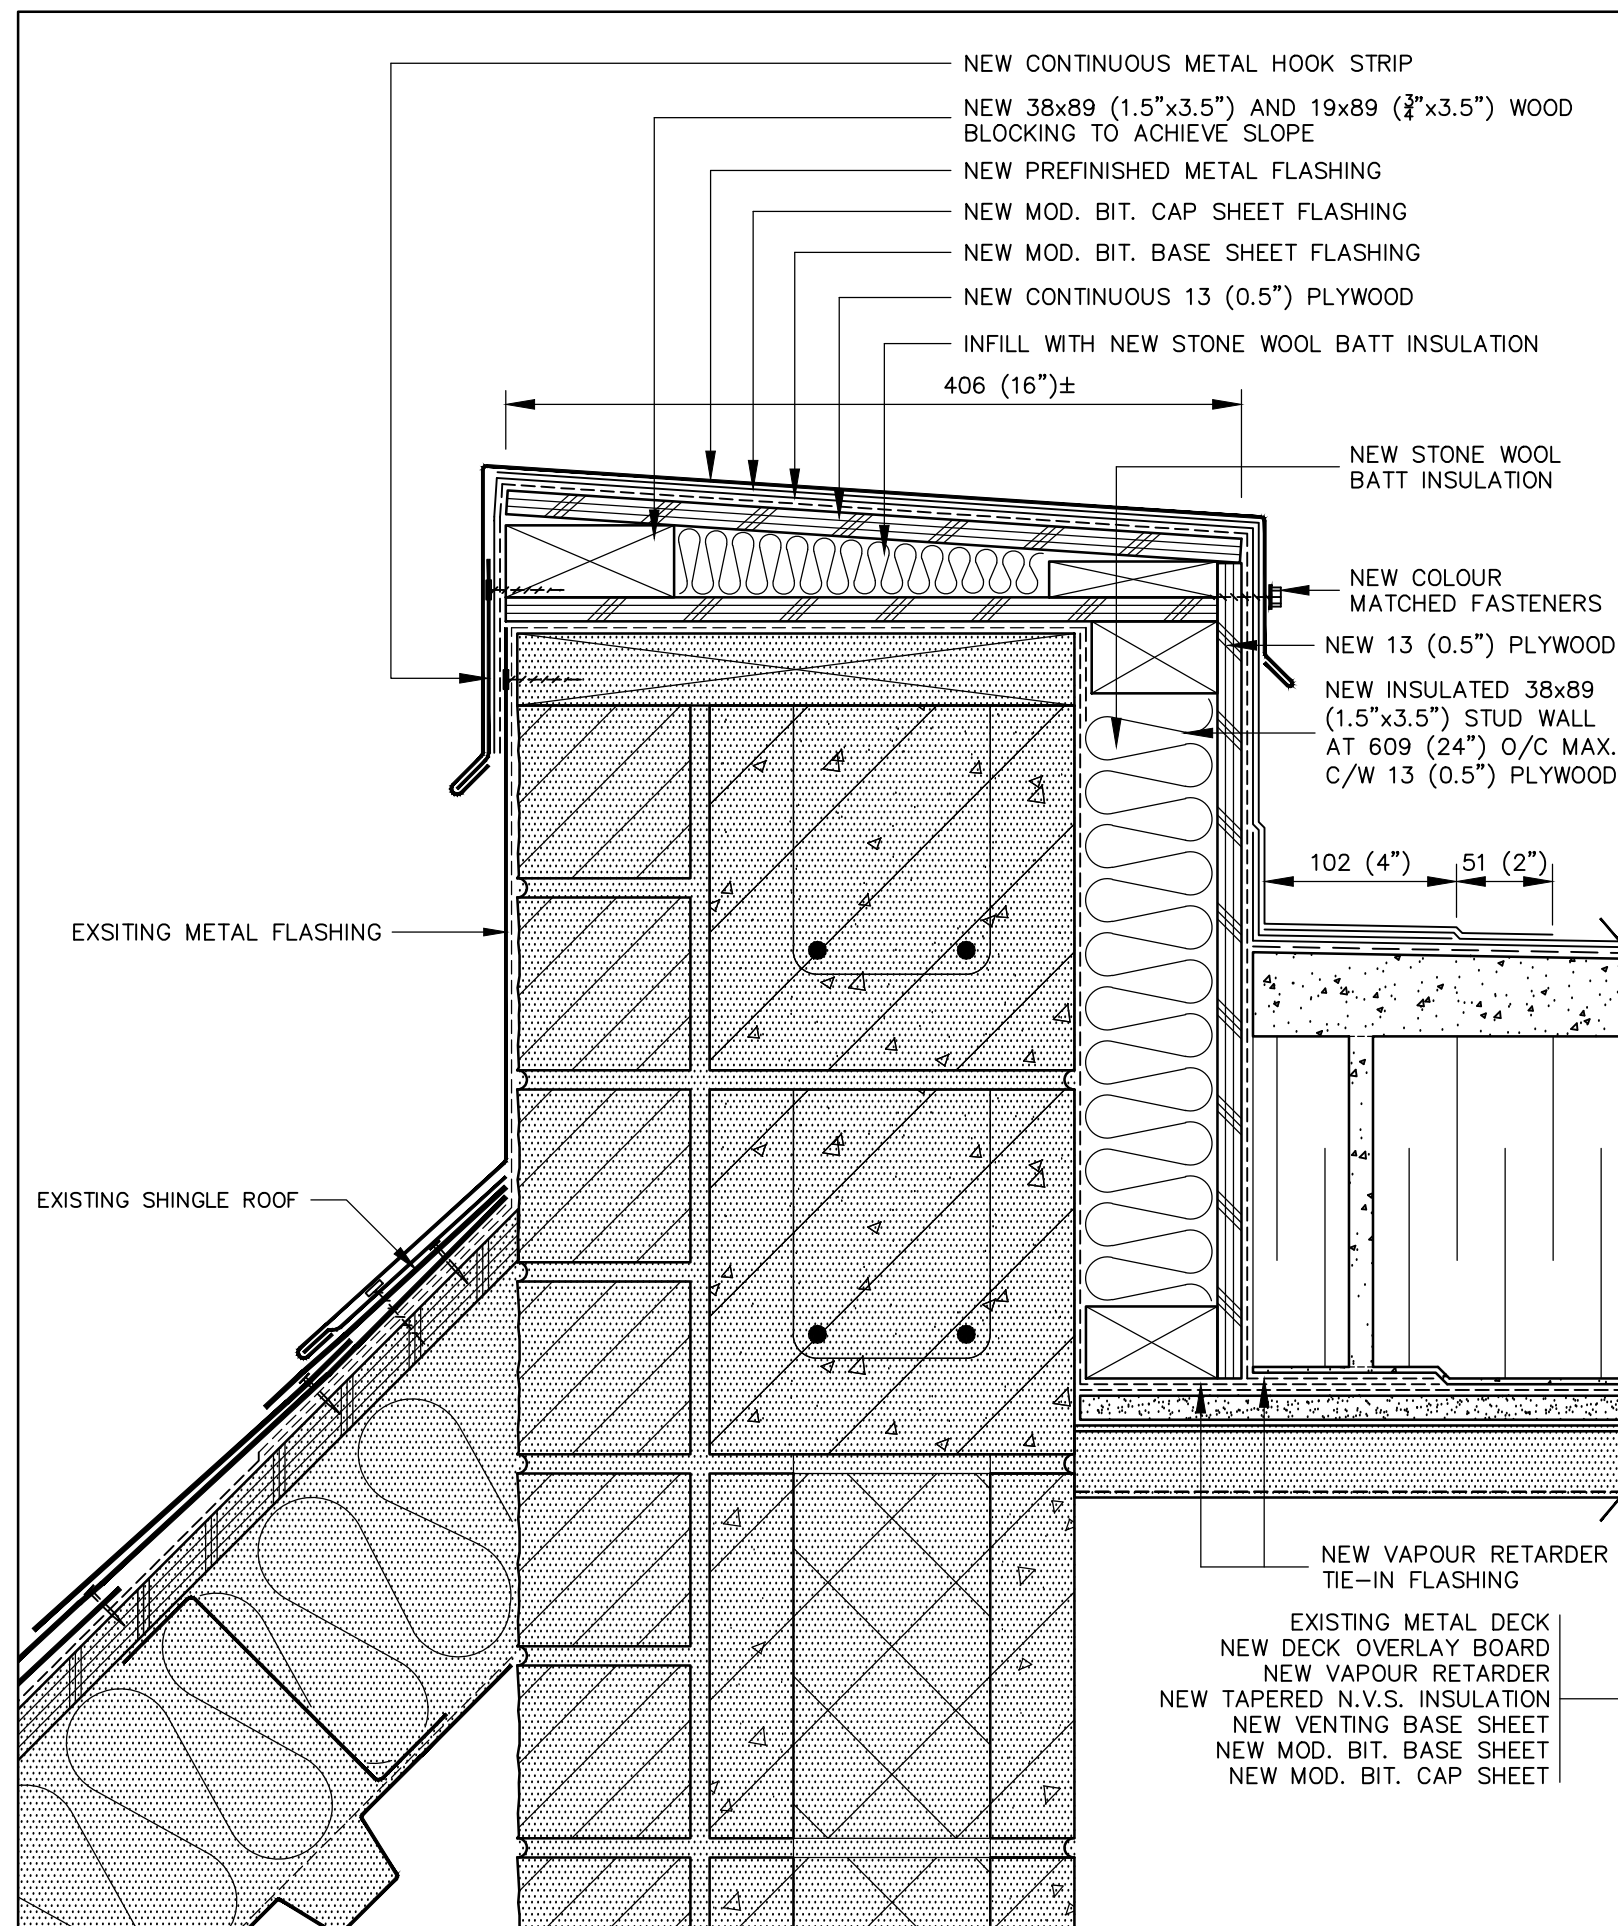 NEW CONTINUOUS METAL HOOK STRIP
NEW 38x89 (1.5"x3.5") AND 19x89 (¾"x3.5") WOOD
BLOCKING TO ACHIEVE SLOPE
NEW PREFINISHED METAL FLASHING
NEW MOD. BIT. CAP SHEET FLASHING
NEW MOD. BIT. BASE SHEET FLASHING
NEW CONTINUOUS 13 (0.5") PLYWOOD
INFILL WITH NEW STONE WOOL BATT INSULATION
406 (16")±
NEW STONE WOOL
BATT INSULATION
NEW COLOUR
MATCHED FASTENERS
NEW 13 (0.5") PLYWOOD
NEW INSULATED 38x89
(1.5"x3.5") STUD WALL
AT 609 (24") O/C MAX.
C/W 13 (0.5") PLYWOOD
102 (4")
51 (2")
EXSITING METAL FLASHING
EXISTING SHINGLE ROOF
NEW VAPOUR RETARDER
TIE-IN FLASHING
EXISTING METAL DECK
NEW DECK OVERLAY BOARD
NEW VAPOUR RETARDER
NEW TAPERED N.V.S. INSULATION
NEW VENTING BASE SHEET
NEW MOD. BIT. BASE SHEET
NEW MOD. BIT. CAP SHEET